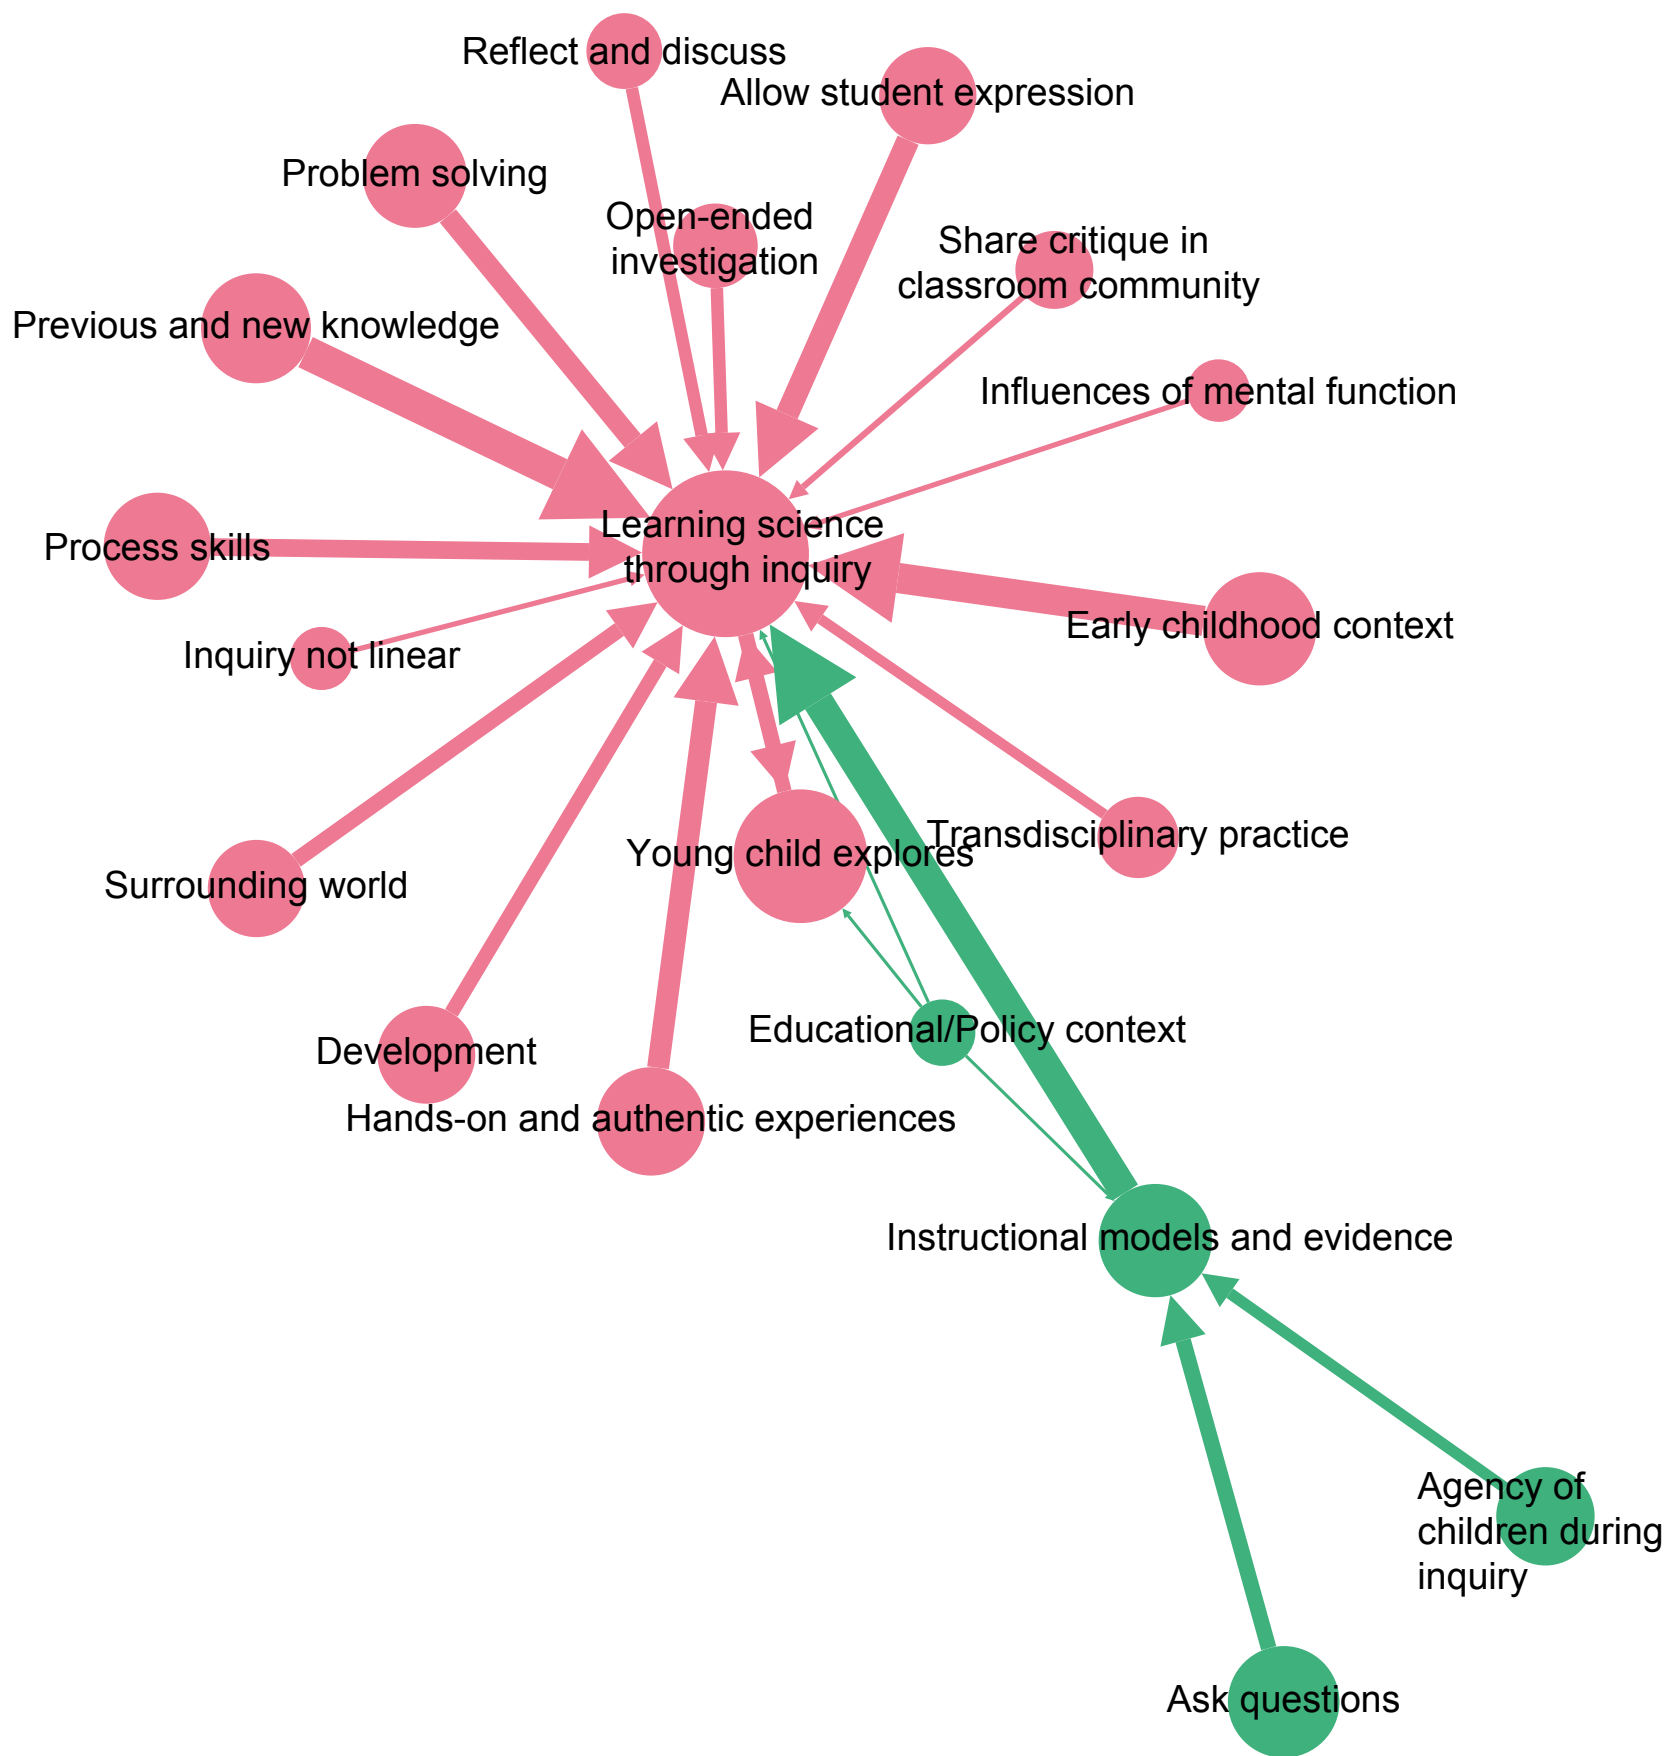 Reflect and discuss
Allow student expression
Problem solving
Open-ended
investigation
Share critique in
classroom community
Previous and new knowledge
Influences of mental function
Learning science
through inquiry
Process skills
Early childhood context
Inquiry not linear
Transdisciplinary practice
Young child explores
Surrounding world
Educational/Policy context
Development
Hands-on and authentic experiences
Instructional models and evidence
Agency of
children during
inquiry
Ask questions